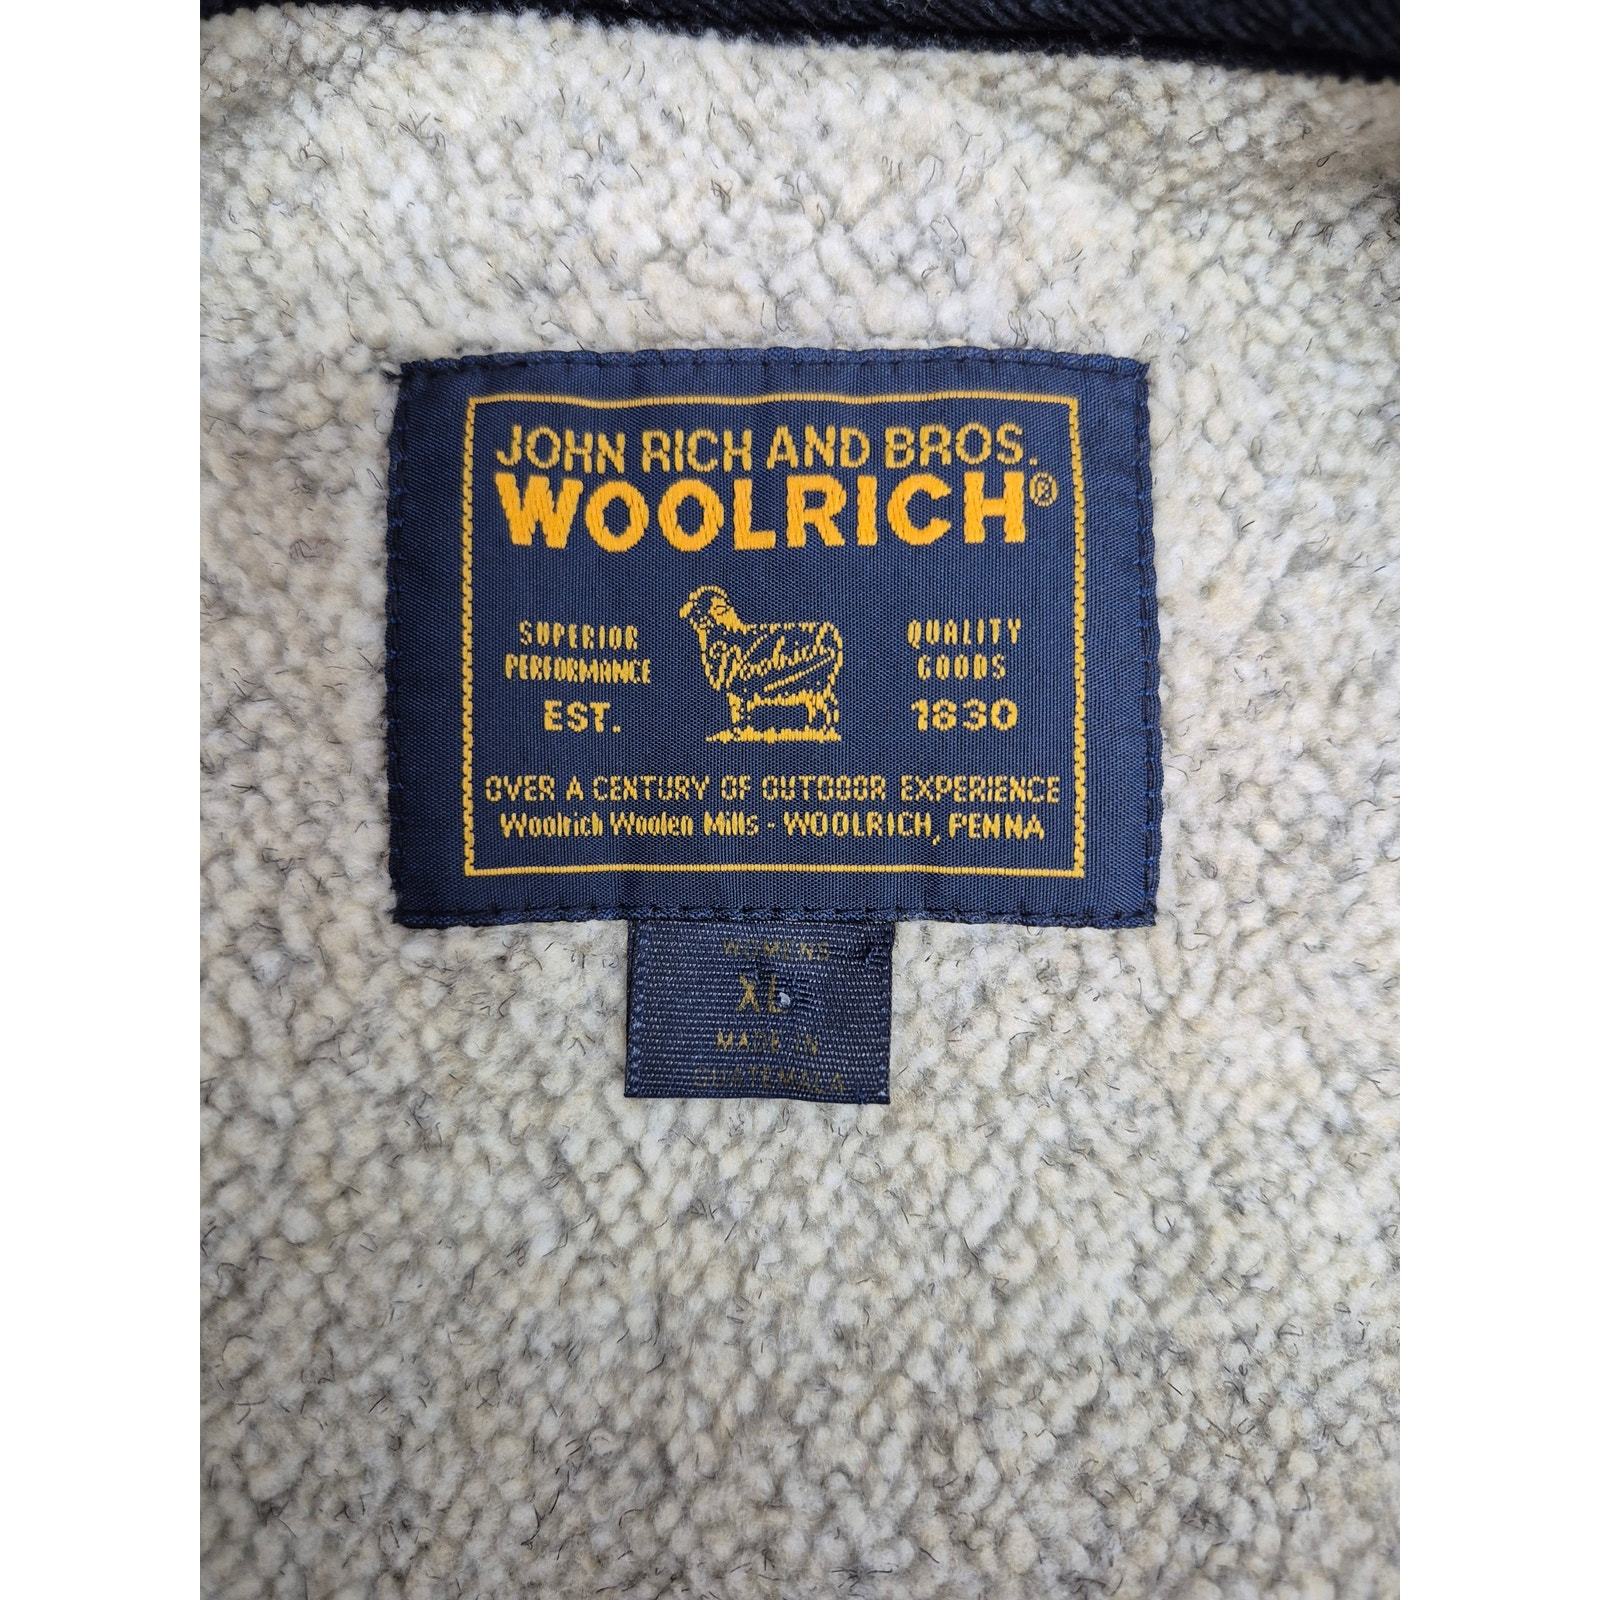 JOHN RICH AND BROS.
WOOLRICH®
SUPERIOR
PERFORMANCE
EST.
Woolrich
QUALITY
GOODS
1830
OVER A CENTURY OF OUTDOOR EXPERIENCE
Woolrich Woolen Mills - WOOLRICH, PENNA
WOMENS
XL
MADE IN
GUATEMALA